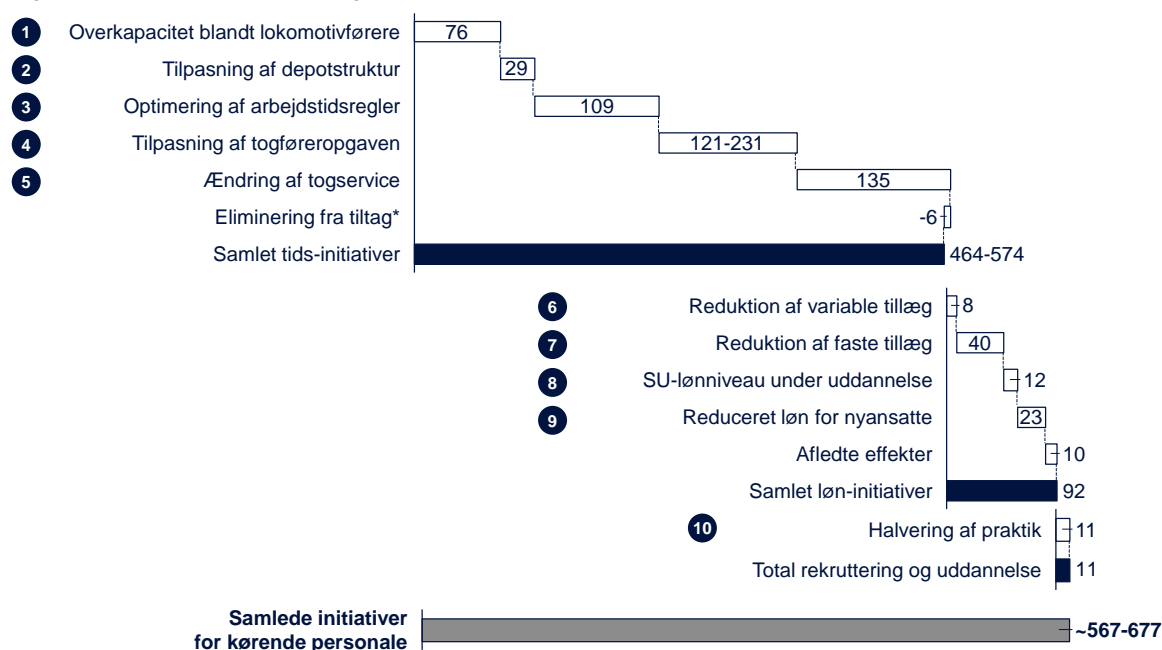 1 Overkapacitet blandt lokomotivførere 76
2 Tilpasning af depotstruktur 29
3 Optimering af arbejdstidsregler 109
4 Tilpasning af togføreropgaven 121-231
5 Ændring af togservice 135
Eliminering fra tiltag* -6
Samlet tids-initiativer 464-574
6 Reduktion af variable tillæg 8
7 Reduktion af faste tillæg 40
8 SU-lønniveau under uddannelse 12
9 Reduceret løn for nyansatte 23
Afledte effekter 10
Samlet løn-initiativer 92
10 Halvering af praktik 11
Total rekruttering og uddannelse 11
Samlede initiativer
for kørende personale ~567-677